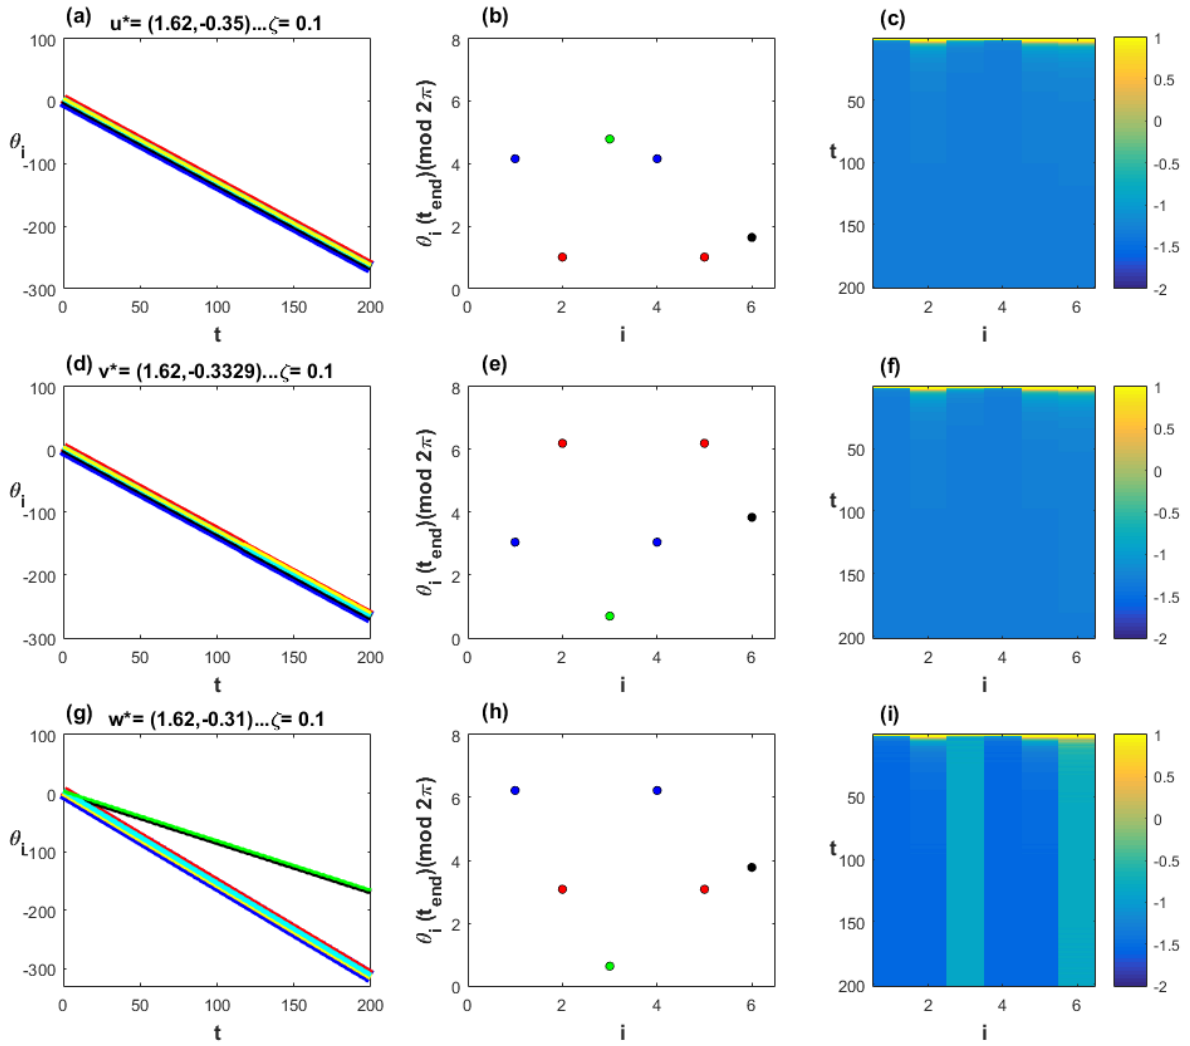 (a) u*= (1.62,-0.35)...ζ= 0.1
100
0
-100
-200
-300
θi
0 50 100 150 200
t
(b)
8
6
4
2
0
θi (tend)(mod 2π)
0 2 4 6
i
(c)
50
100
150
200
t
2 4 6
i
1
0.5
0
-0.5
-1
-1.5
-2
(d) v*= (1.62,-0.3329)...ζ= 0.1
100
0
-100
-200
-300
θi
0 50 100 150 200
t
(e)
8
6
4
2
0
θi (tend)(mod 2π)
0 2 4 6
i
(f)
50
100
150
200
t
2 4 6
i
1
0.5
0
-0.5
-1
-1.5
-2
(g) w*= (1.62,-0.31)...ζ= 0.1
100
0
-100
-200
-300
θi
0 50 100 150 200
t
(h)
8
6
4
2
0
θi (tend)(mod 2π)
0 2 4 6
i
(i)
50
100
150
200
t
2 4 6
i
1
0.5
0
-0.5
-1
-1.5
-2